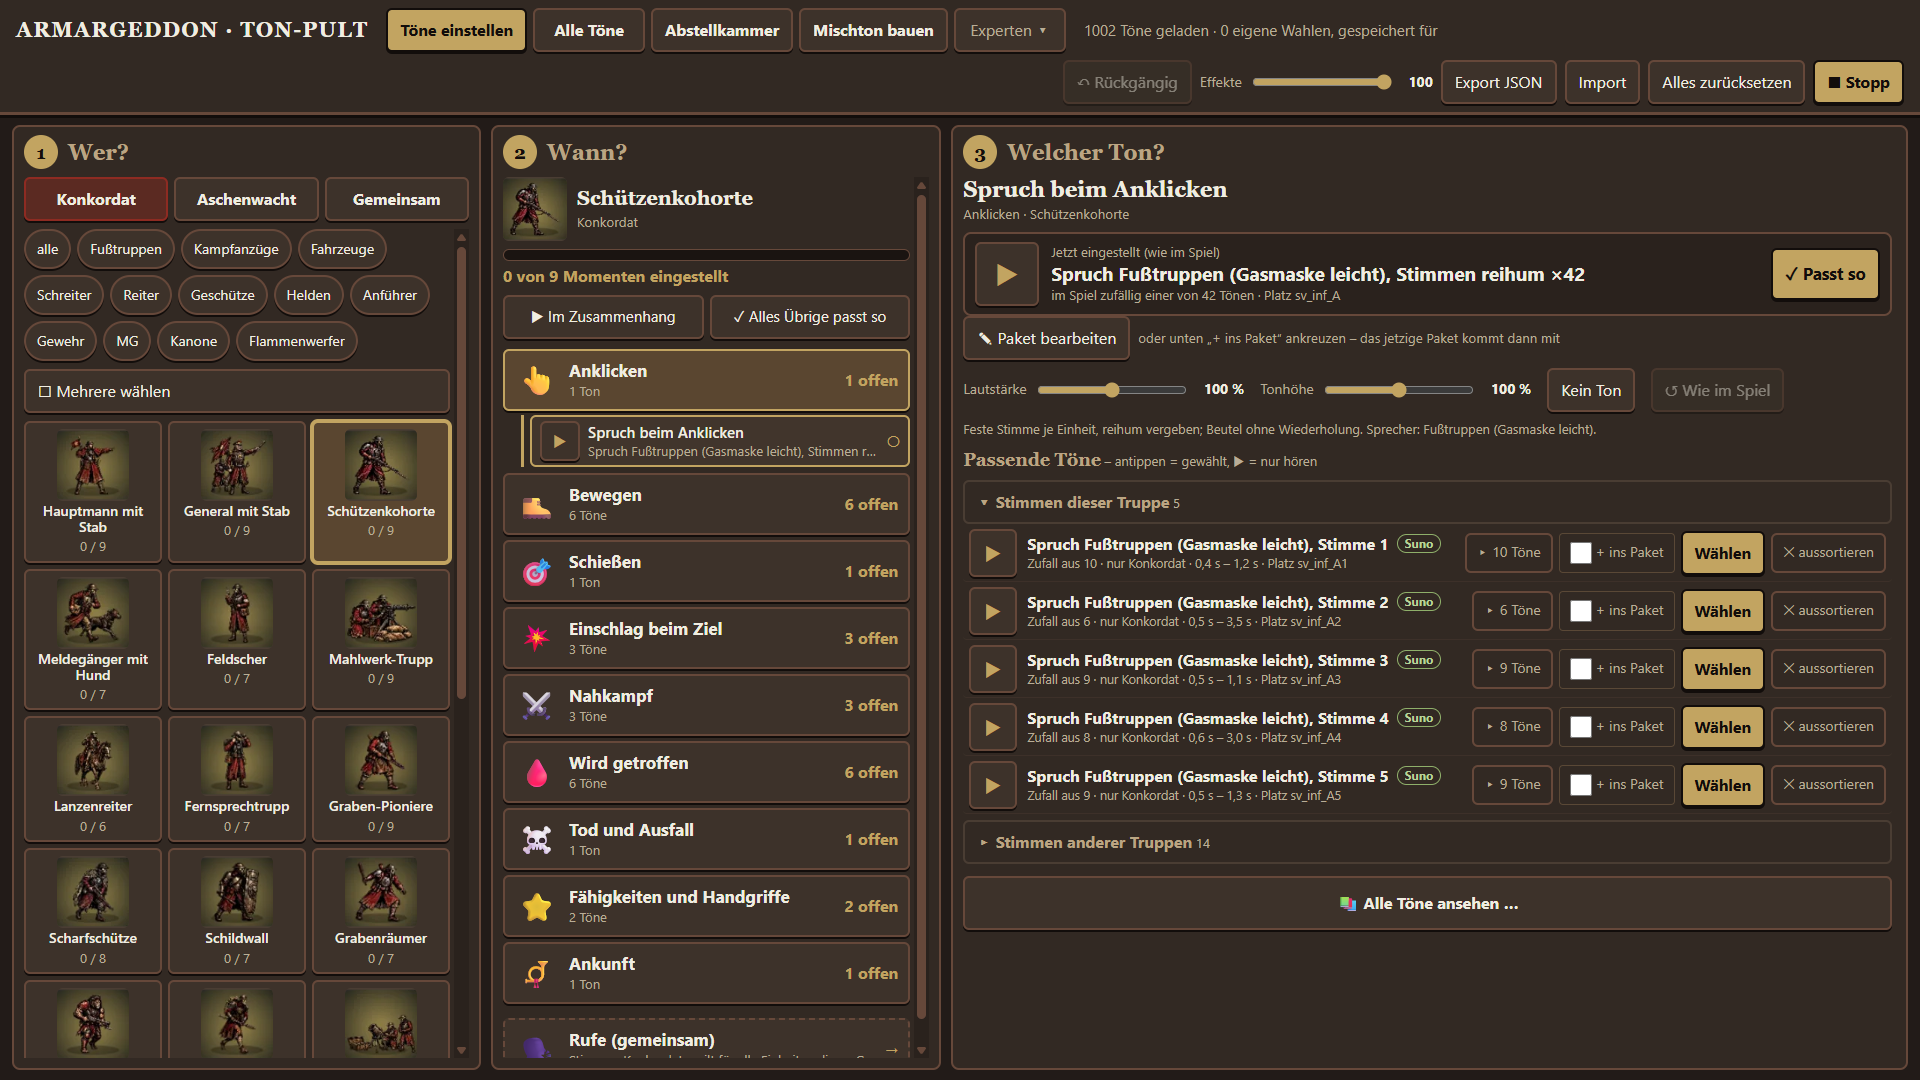 ARMARGEDDON · TON-PULT
Töne einstellen
Alle Töne
Abstellkammer
Mischton bauen
Experten ▾
1002 Töne geladen · 0 eigene Wahlen, gespeichert für
↶ Rückgängig
Effekte
100
Export JSON
Import
Alles zurücksetzen
■ Stopp
1 Wer?
Konkordat
Aschenwacht
Gemeinsam
alle
Fußtruppen
Kampfanzüge
Fahrzeuge
Schreiter
Reiter
Geschütze
Helden
Anführer
Gewehr
MG
Kanone
Flammenwerfer
☐ Mehrere wählen
Hauptmann mit Stab
0 / 9
General mit Stab
0 / 9
Schützenkohorte
0 / 9
Meldegänger mit Hund
0 / 7
Feldscher
0 / 7
Mahlwerk-Trupp
0 / 9
Lanzenreiter
0 / 6
Fernsprechtrupp
0 / 7
Graben-Pioniere
0 / 9
Scharfschütze
0 / 8
Schildwall
0 / 7
Grabenräumer
0 / 7
2 Wann?
Schützenkohorte
Konkordat
0 von 9 Momenten eingestellt
▶ Im Zusammenhang
✓ Alles Übrige passt so
Anklicken
1 Ton
1 offen
Spruch beim Anklicken
Spruch Fußtruppen (Gasmaske leicht), Stimmen r...
Bewegen
6 Töne
6 offen
Schießen
1 Ton
1 offen
Einschlag beim Ziel
3 Töne
3 offen
Nahkampf
3 Töne
3 offen
Wird getroffen
6 Töne
6 offen
Tod und Ausfall
1 Ton
1 offen
Fähigkeiten und Handgriffe
2 Töne
2 offen
Ankunft
1 Ton
1 offen
Rufe (gemeinsam)
→
3 Welcher Ton?
Spruch beim Anklicken
Anklicken · Schützenkohorte
Jetzt eingestellt (wie im Spiel)
Spruch Fußtruppen (Gasmaske leicht), Stimmen reihum ×42
im Spiel zufällig einer von 42 Tönen · Platz sv_inf_A
✓ Passt so
✎ Paket bearbeiten
oder unten „+ ins Paket“ ankreuzen – das jetzige Paket kommt dann mit
Lautstärke
100 %
Tonhöhe
100 %
Kein Ton
↺ Wie im Spiel
Feste Stimme je Einheit, reihum vergeben; Beutel ohne Wiederholung. Sprecher: Fußtruppen (Gasmaske leicht).
Passende Töne – antippen = gewählt, ▶ = nur hören
▾ Stimmen dieser Truppe 5
Spruch Fußtruppen (Gasmaske leicht), Stimme 1 Suno
Zufall aus 10 · nur Konkordat · 0,4 s – 1,2 s · Platz sv_inf_A1
▸ 10 Töne
+ ins Paket
Wählen
✕ aussortieren
Spruch Fußtruppen (Gasmaske leicht), Stimme 2 Suno
Zufall aus 6 · nur Konkordat · 0,5 s – 3,5 s · Platz sv_inf_A2
▸ 6 Töne
+ ins Paket
Wählen
✕ aussortieren
Spruch Fußtruppen (Gasmaske leicht), Stimme 3 Suno
Zufall aus 9 · nur Konkordat · 0,5 s – 1,1 s · Platz sv_inf_A3
▸ 9 Töne
+ ins Paket
Wählen
✕ aussortieren
Spruch Fußtruppen (Gasmaske leicht), Stimme 4 Suno
Zufall aus 8 · nur Konkordat · 0,6 s – 3,0 s · Platz sv_inf_A4
▸ 8 Töne
+ ins Paket
Wählen
✕ aussortieren
Spruch Fußtruppen (Gasmaske leicht), Stimme 5 Suno
Zufall aus 9 · nur Konkordat · 0,5 s – 1,3 s · Platz sv_inf_A5
▸ 9 Töne
+ ins Paket
Wählen
✕ aussortieren
▸ Stimmen anderer Truppen 14
Alle Töne ansehen ...